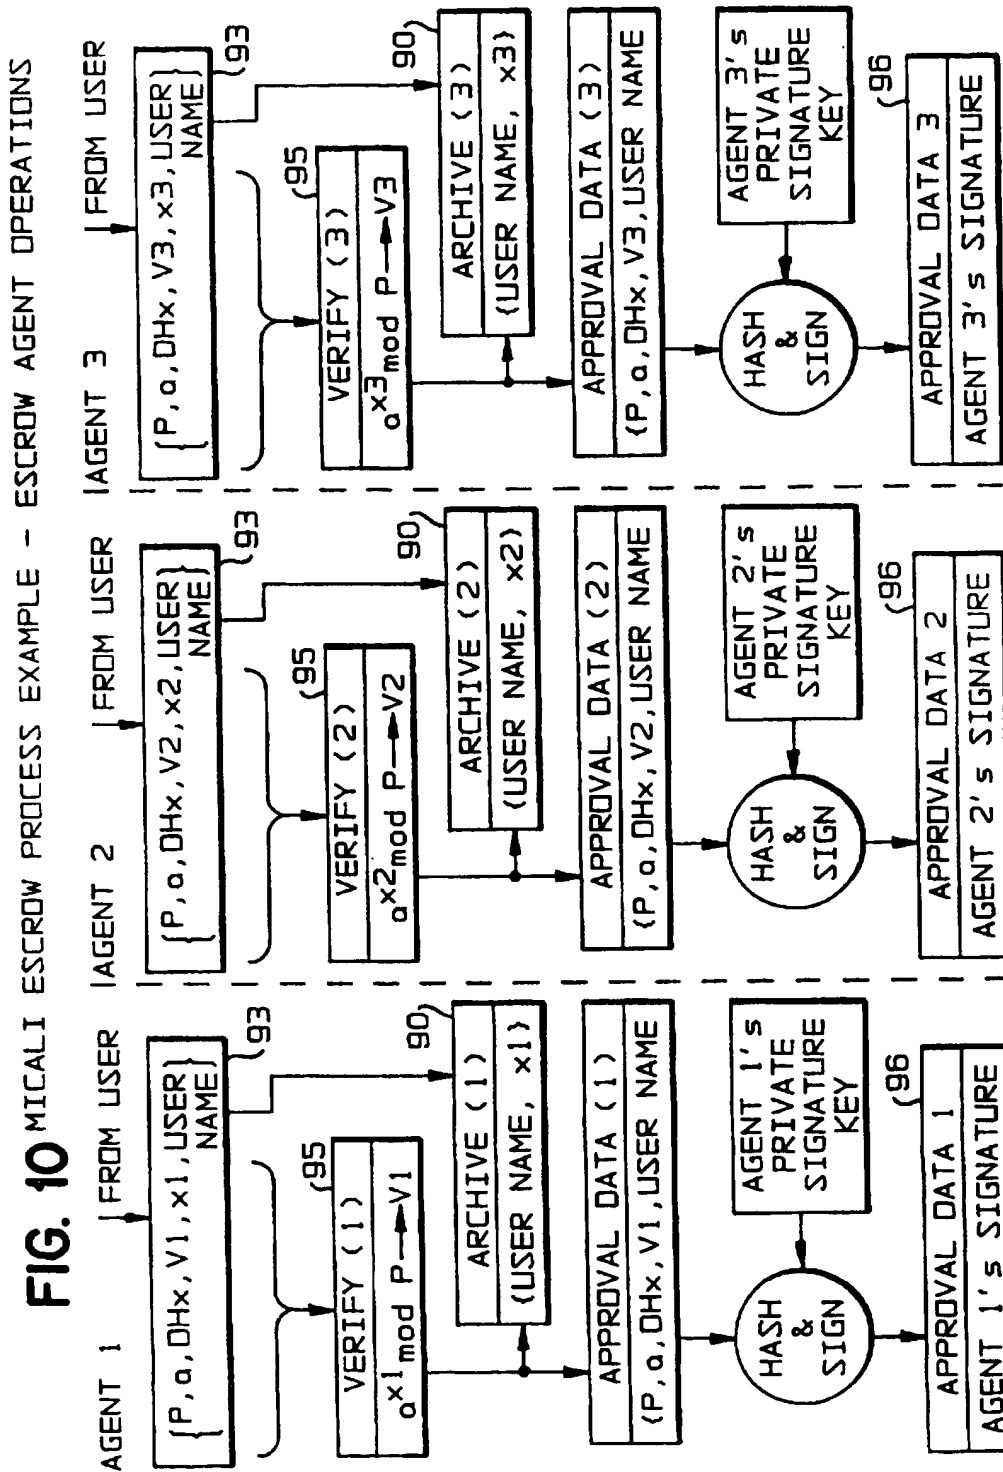 FIG. 10 MICALI ESCROW PROCESS EXAMPLE - ESCROW AGENT OPERATIONS
AGENT 1
FROM USER
{P,a,DHx,V1,x1,USER
NAME}
93
95
VERIFY (1)
a^x1 mod P→V1
90
ARCHIVE (1)
(USER NAME, x1)
APPROVAL DATA (1)
(P,a,DHx,V1,USER NAME
AGENT 1's
PRIVATE
SIGNATURE
KEY
HASH
&
SIGN
96
APPROVAL DATA 1
AGENT 1's SIGNATURE
AGENT 2
FROM USER
{P,a,DHx,V2,x2,USER
NAME}
93
95
VERIFY (2)
a^x2 mod P→V2
90
ARCHIVE (2)
(USER NAME, x2)
APPROVAL DATA (2)
(P,a,DHx,V2,USER NAME
AGENT 2's
PRIVATE
SIGNATURE
KEY
HASH
&
SIGN
96
APPROVAL DATA 2
AGENT 2's SIGNATURE
AGENT 3
FROM USER
{P,a,DHx,V3,x3,USER
NAME}
93
95
VERIFY (3)
a^x3 mod P→V3
90
ARCHIVE (3)
(USER NAME, x3)
APPROVAL DATA (3)
(P,a,DHx,V3,USER NAME
AGENT 3's
PRIVATE
SIGNATURE
KEY
HASH
&
SIGN
96
APPROVAL DATA 3
AGENT 3's SIGNATURE